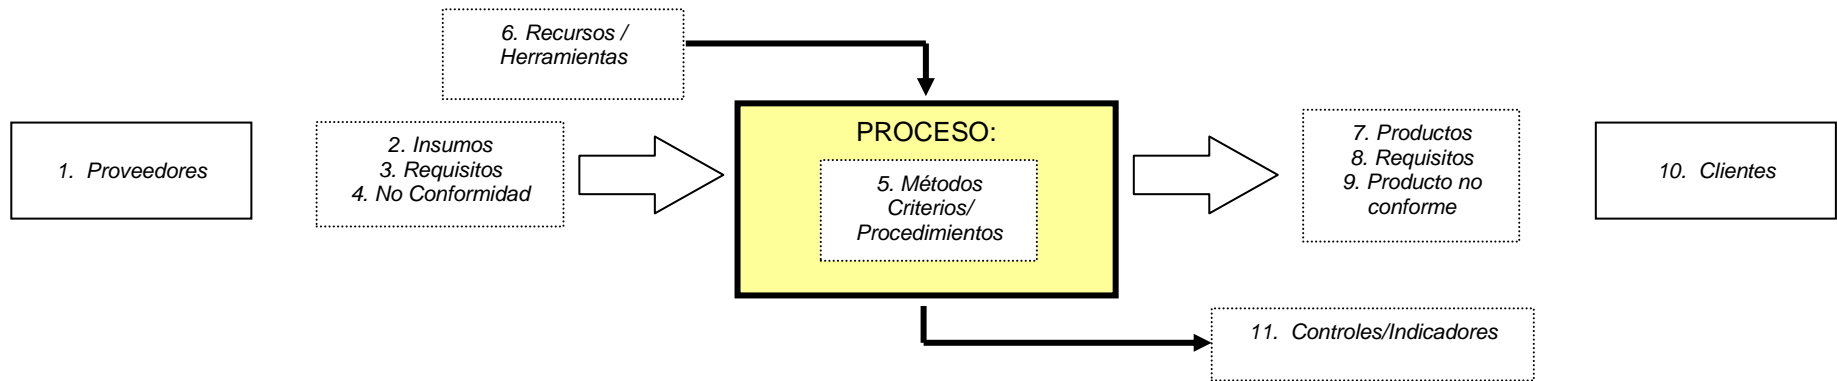 6. Recursos /
Herramientas
1. Proveedores
2. Insumos
3. Requisitos
4. No Conformidad
PROCESO:
5. Métodos
Criterios/
Procedimientos
7. Productos
8. Requisitos
9. Producto no
conforme
10. Clientes
11. Controles/Indicadores